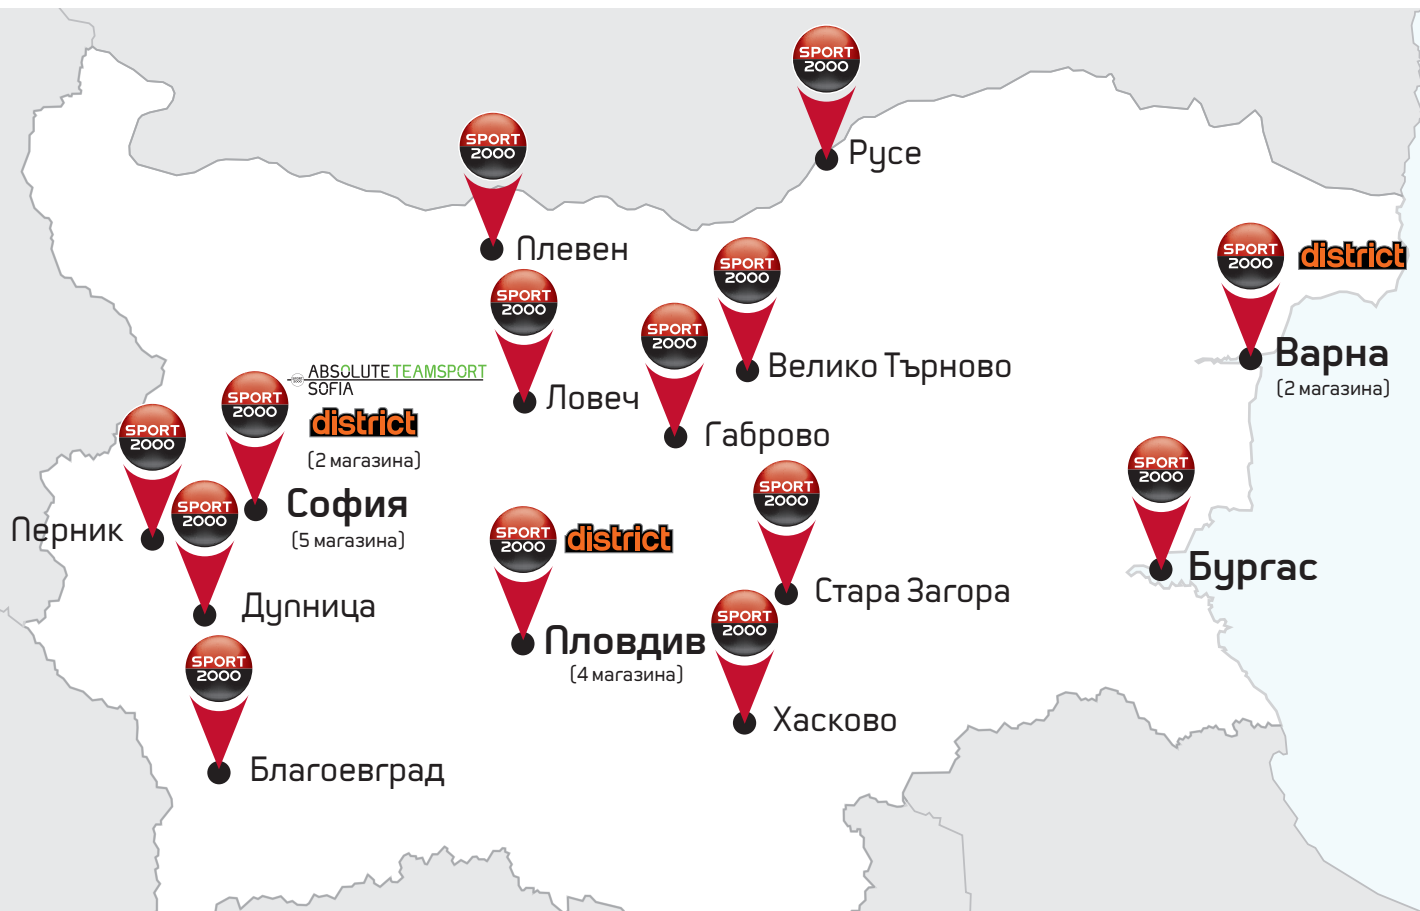 SPORT
2000
Русе
SPORT
2000
Плевен
SPORT
2000
district
Варна
(2 магазина)
SPORT
2000
Велико Търново
SPORT
2000
Ловеч
SPORT
2000
Габрово
ABSOLUTE TEAMSPORT
SOFIA
SPORT
2000
district
(2 магазина)
София
(5 магазина)
SPORT
2000
Перник
SPORT
2000
Дупница
SPORT
2000
district
Пловдив
(4 магазина)
SPORT
2000
Стара Загора
SPORT
2000
Бургас
SPORT
2000
Хасково
SPORT
2000
Благоевград